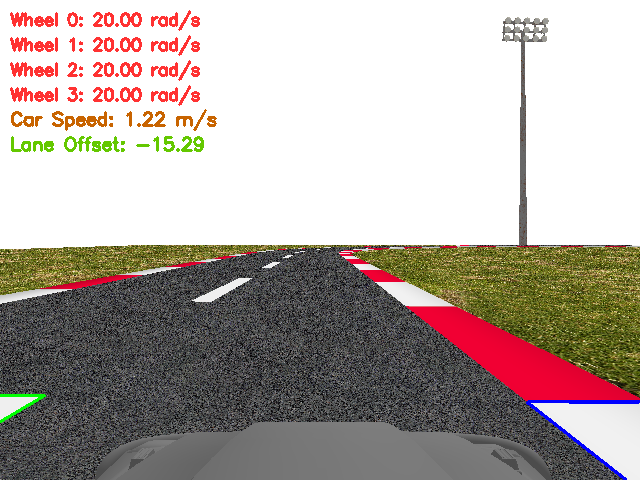 Wheel 0: 20.00 rad/s
Wheel 1: 20.00 rad/s
Wheel 2: 20.00 rad/s
Wheel 3: 20.00 rad/s
Car Speed: 1.22 m/s
Lane Offset: -15.29